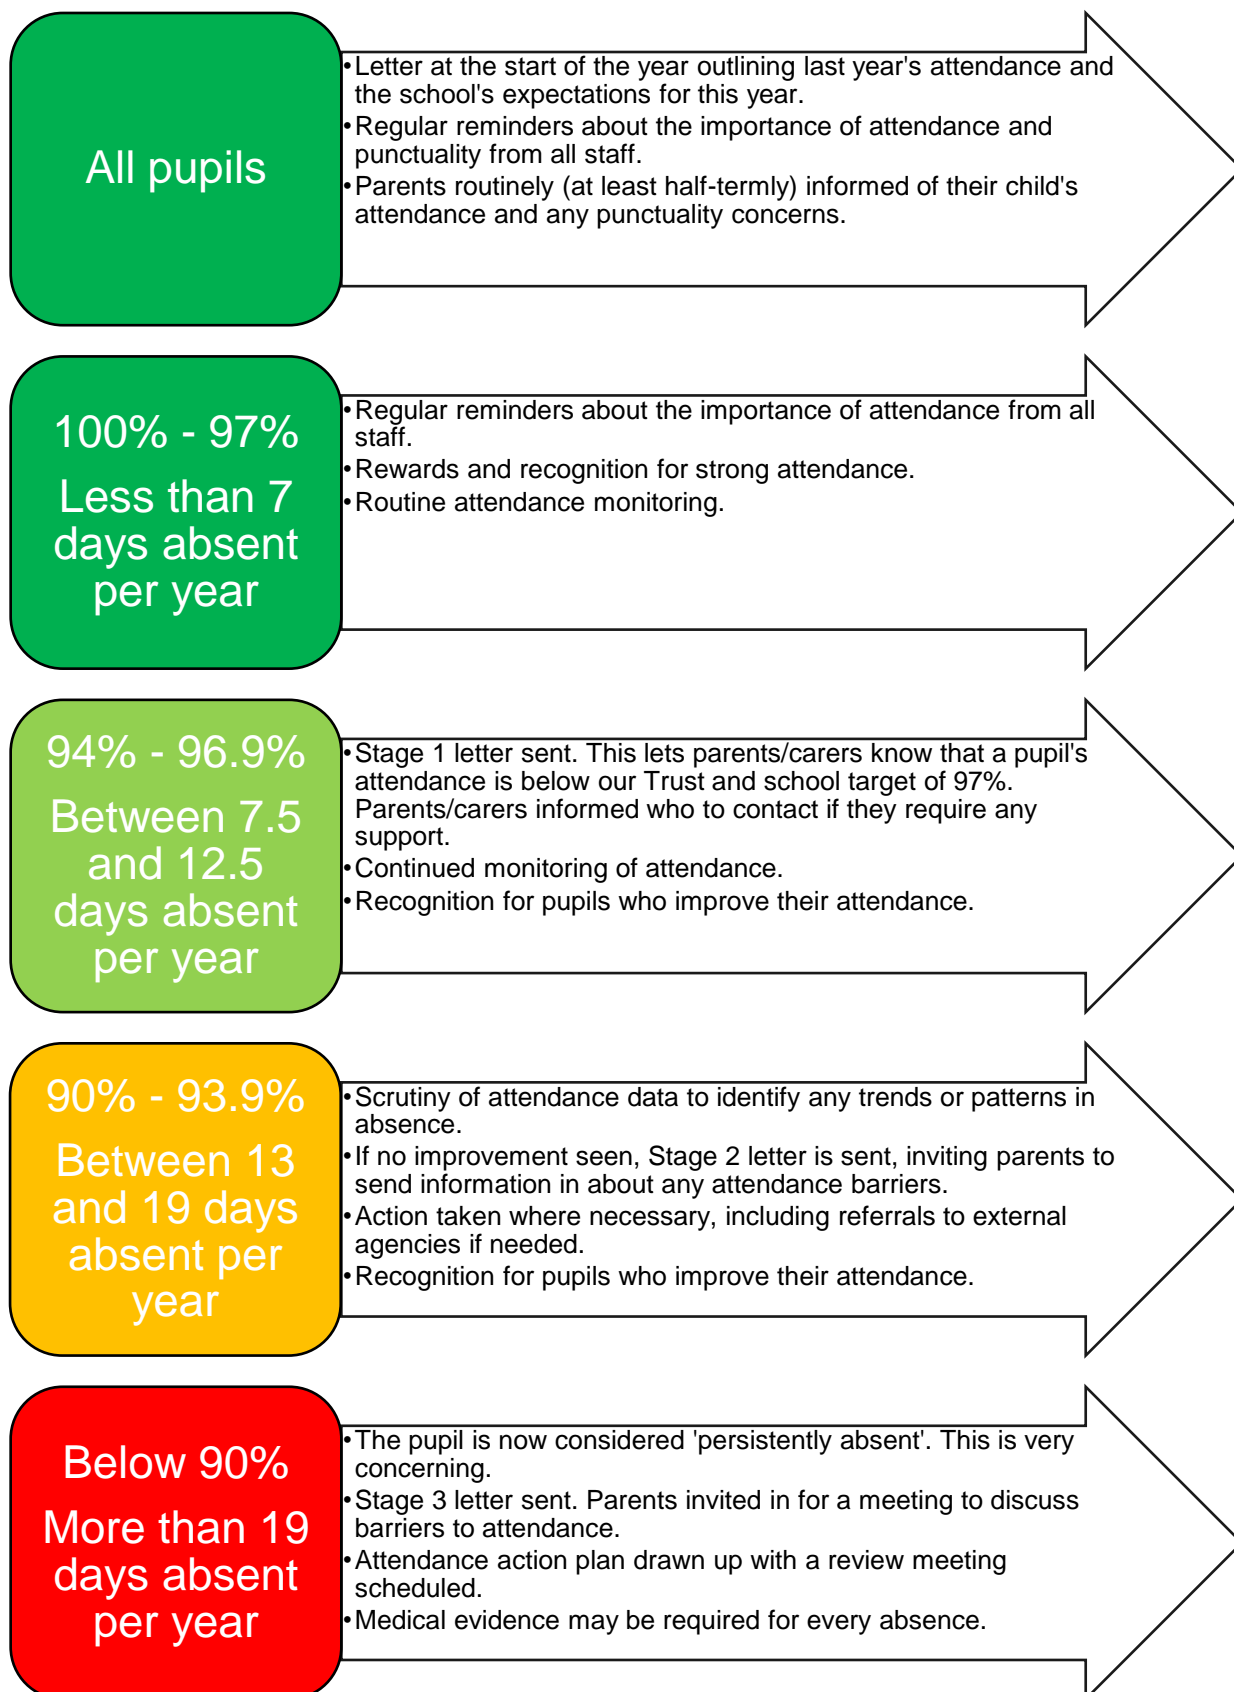 All pupils
•Letter at the start of the year outlining last year's attendance and
the school's expectations for this year.
•Regular reminders about the importance of attendance and
punctuality from all staff.
•Parents routinely (at least half-termly) informed of their child's
attendance and any punctuality concerns.
100% - 97%
Less than 7
days absent
per year
•Regular reminders about the importance of attendance from all
staff.
•Rewards and recognition for strong attendance.
•Routine attendance monitoring.
94% - 96.9%
Between 7.5
and 12.5
days absent
per year
•Stage 1 letter sent. This lets parents/carers know that a pupil's
attendance is below our Trust and school target of 97%.
Parents/carers informed who to contact if they require any
support.
•Continued monitoring of attendance.
•Recognition for pupils who improve their attendance.
90% - 93.9%
Between 13
and 19 days
absent per
year
•Scrutiny of attendance data to identify any trends or patterns in
absence.
•If no improvement seen, Stage 2 letter is sent, inviting parents to
send information in about any attendance barriers.
•Action taken where necessary, including referrals to external
agencies if needed.
•Recognition for pupils who improve their attendance.
Below 90%
More than 19
days absent
per year
•The pupil is now considered 'persistently absent'. This is very
concerning.
•Stage 3 letter sent. Parents invited in for a meeting to discuss
barriers to attendance.
•Attendance action plan drawn up with a review meeting
scheduled.
•Medical evidence may be required for every absence.